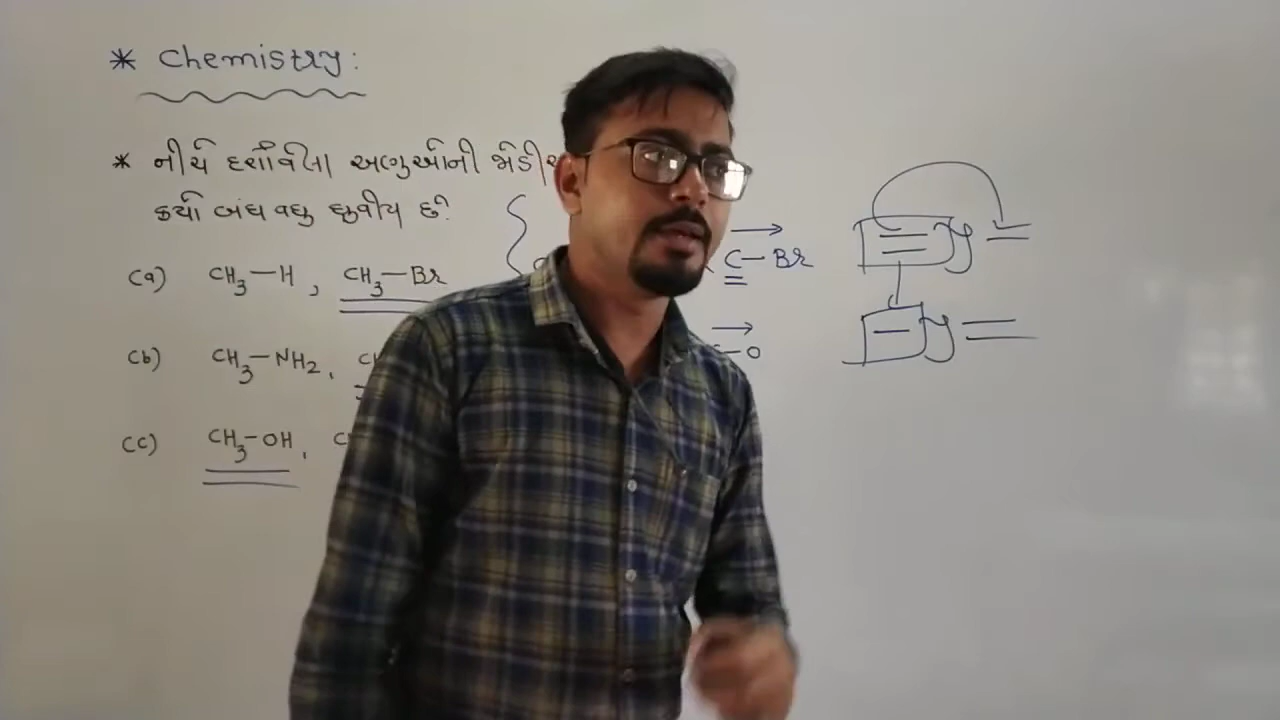 * Chemistry:
* નીચે દર્શાવેલા અણુઓની જોડી
કયો બંધ વધુ ધ્રુવીય છે?
(a) CH3-H, CH3-Br
C-Br
(b) CH3-NH2,
-O
(c) CH3-OH,